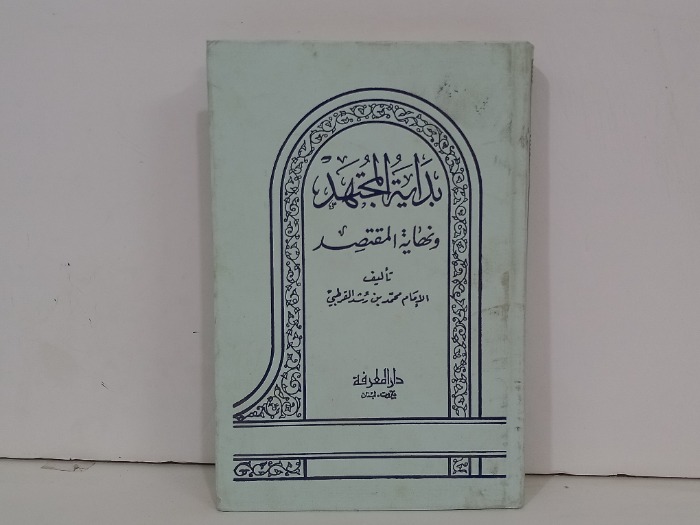 بداية المجتهد
ونهاية المقتصد
تأليف
الإمام محمد بن رشد القرطبي
دار المعرفة
بيروت - لبنان